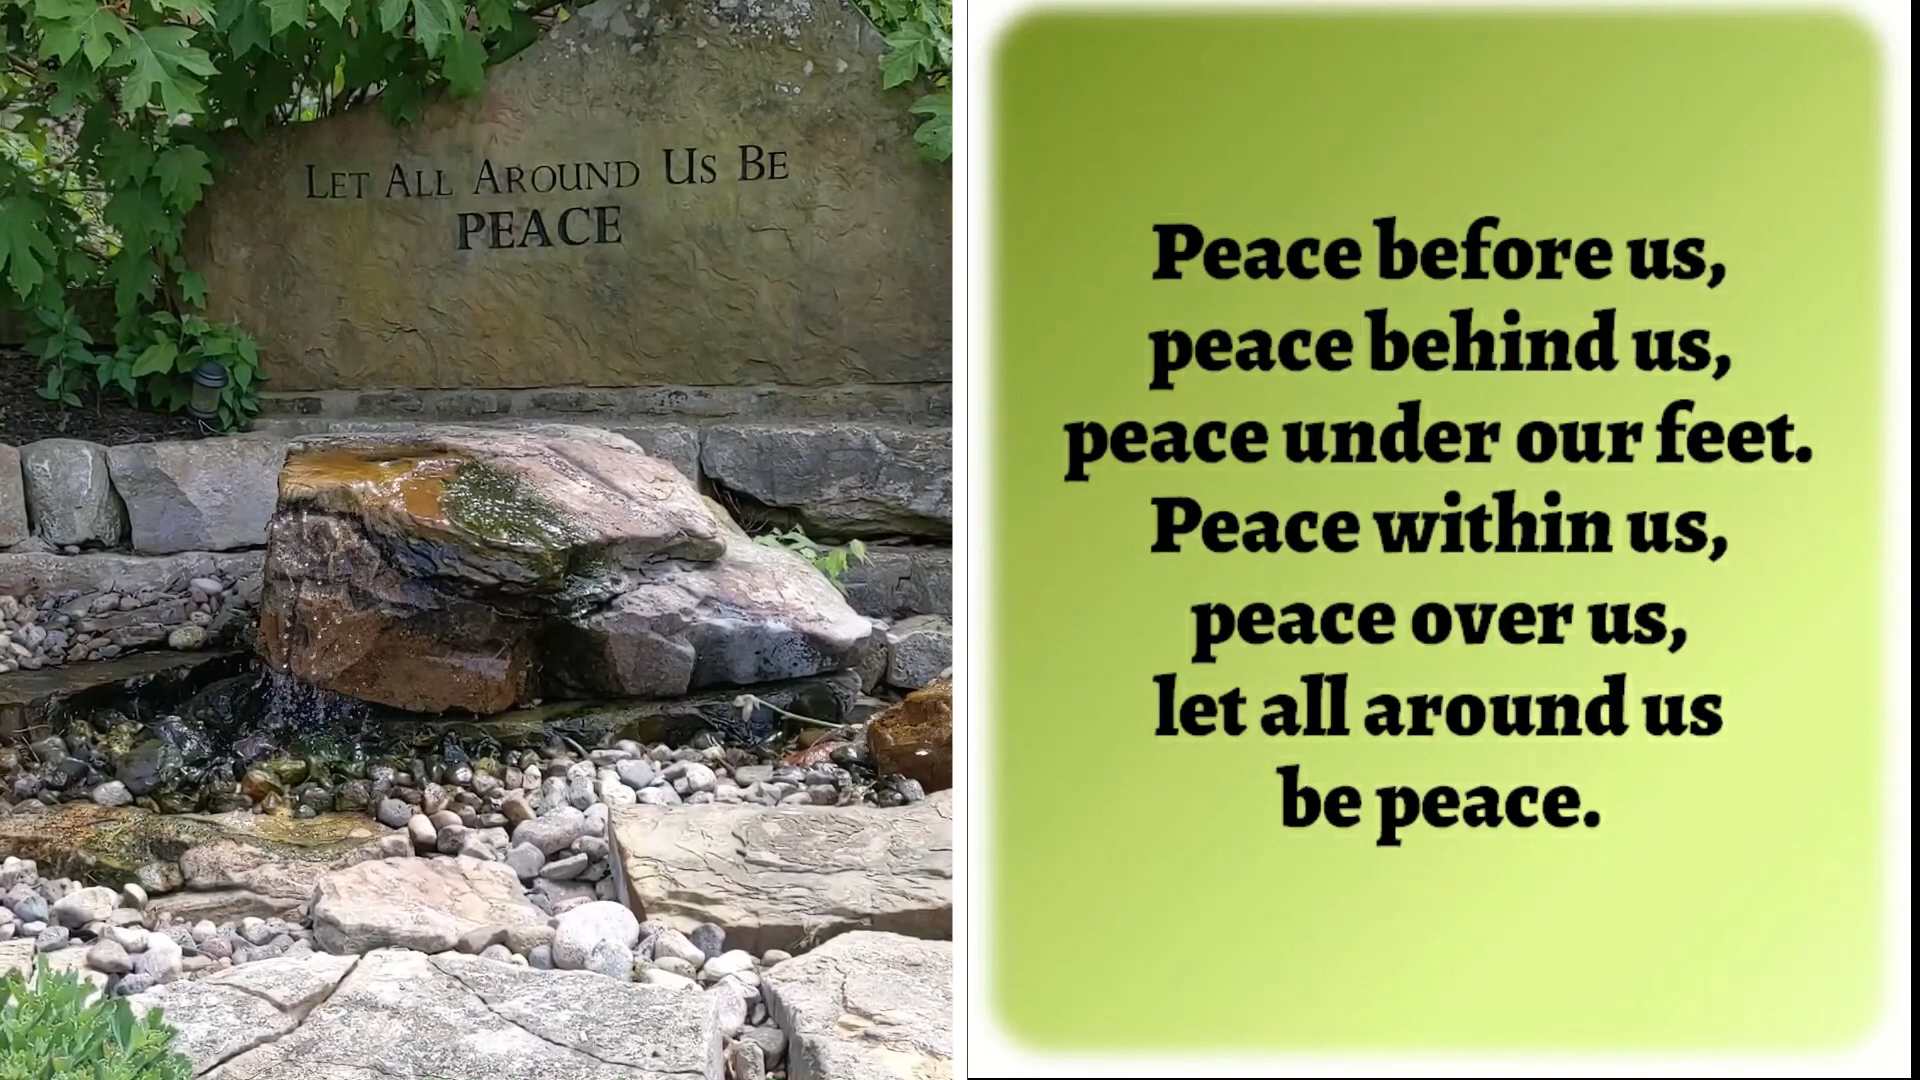 Let All Around Us Be
PEACE
Peace before us,
peace behind us,
peace under our feet.
Peace within us,
peace over us,
let all around us
be peace.